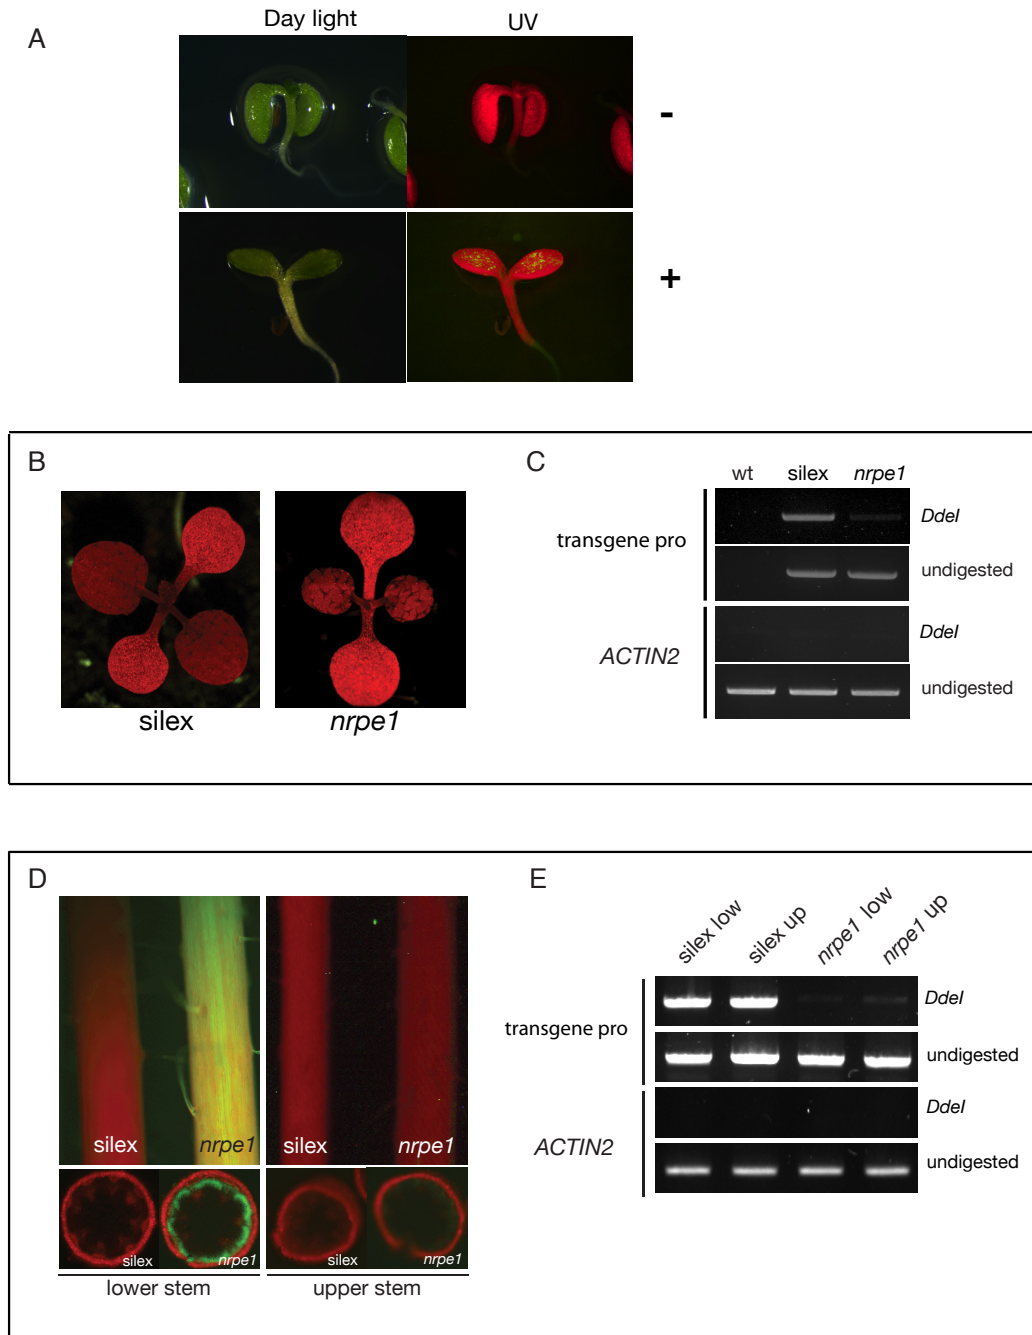 A
Day light
UV
-
+
B
silex
nrpe1
C
wt silex nrpe1
transgene pro
DdeI
undigested
ACTIN2
DdeI
undigested
D
silex
nrpe1
silex
nrpe1
silex
nrpe1
silex
nrpe1
lower stem
upper stem
E
silex low
silex up
nrpe1 low
nrpe1 up
transgene pro
DdeI
undigested
ACTIN2
DdeI
undigested